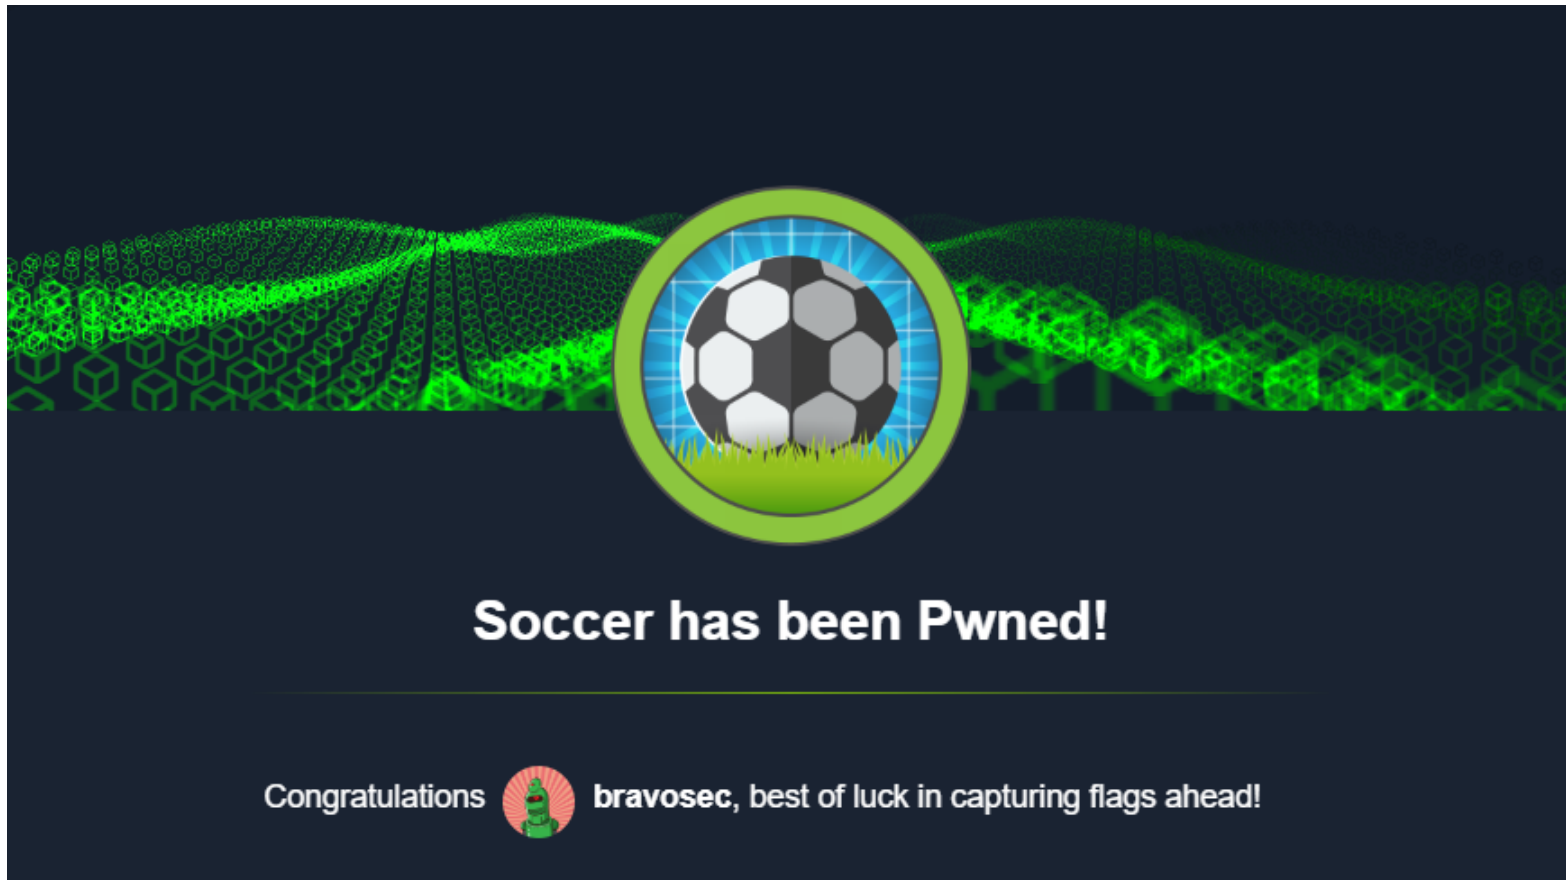 Soccer has been Pwned!
Congratulations bravosec, best of luck in capturing flags ahead!